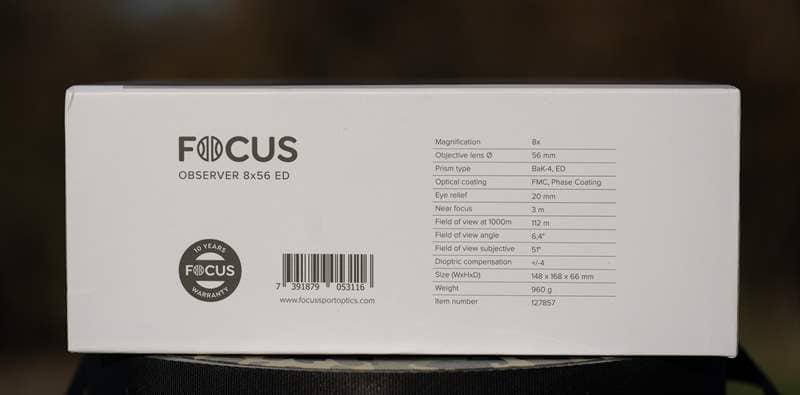 FOCUS
OBSERVER 8x56 ED
10 YEARS
FOCUS
WARRANTY
7 391879 053116
www.focussportoptics.com
Magnification 8x
Objective lens Ø 56 mm
Prism type BaK-4, ED
Optical coating FMC, Phase Coating
Eye relief 20 mm
Near focus 3 m
Field of view at 1000m 112 m
Field of view angle 6,4°
Field of view subjective 51°
Dioptric compensation +/-4
Size (WxHxD) 148 x 168 x 66 mm
Weight 960 g
Item number 127857